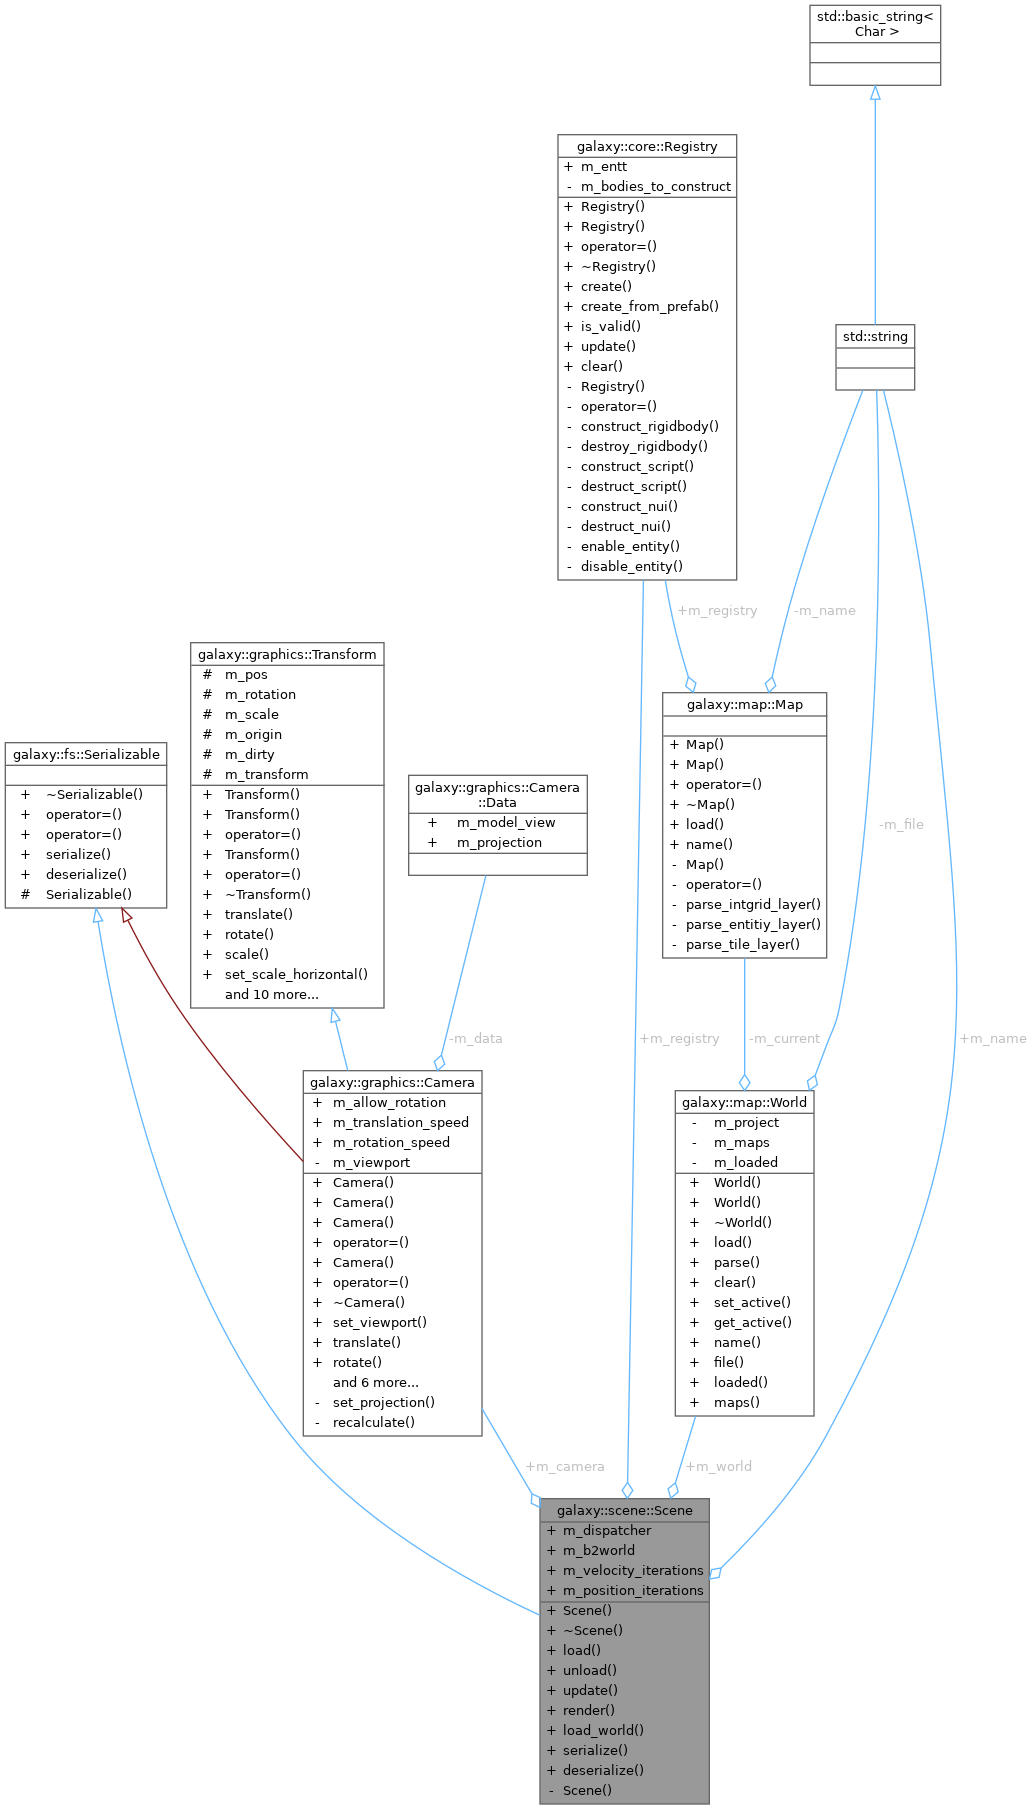 std::basic_string<
Char >
galaxy::core::Registry
+ m_entt
- m_bodies_to_construct
+ Registry()
+ Registry()
+ operator=()
+ ~Registry()
+ create()
+ create_from_prefab()
+ is_valid()
+ update()
+ clear()
- Registry()
- operator=()
- construct_rigidbody()
- destroy_rigidbody()
- construct_script()
- destruct_script()
- construct_nui()
- destruct_nui()
- enable_entity()
- disable_entity()
std::string
+m_registry
-m_name
galaxy::graphics::Transform
# m_pos
# m_rotation
# m_scale
# m_origin
# m_dirty
# m_transform
+ Transform()
+ Transform()
+ operator=()
+ Transform()
+ operator=()
+ ~Transform()
+ translate()
+ rotate()
+ scale()
+ set_scale_horizontal()
and 10 more...
galaxy::map::Map
+ Map()
+ Map()
+ operator=()
+ ~Map()
+ load()
+ name()
- Map()
- operator=()
- parse_intgrid_layer()
- parse_entitiy_layer()
- parse_tile_layer()
galaxy::fs::Serializable
+ ~Serializable()
+ operator=()
+ operator=()
+ serialize()
+ deserialize()
# Serializable()
galaxy::graphics::Camera
::Data
+ m_model_view
+ m_projection
-m_file
-m_data
+m_registry
-m_current
+m_name
galaxy::graphics::Camera
+ m_allow_rotation
+ m_translation_speed
+ m_rotation_speed
- m_viewport
+ Camera()
+ Camera()
+ Camera()
+ operator=()
+ Camera()
+ operator=()
+ ~Camera()
+ set_viewport()
+ translate()
+ rotate()
and 6 more...
- set_projection()
- recalculate()
galaxy::map::World
- m_project
- m_maps
- m_loaded
+ World()
+ World()
+ ~World()
+ load()
+ parse()
+ clear()
+ set_active()
+ get_active()
+ name()
+ file()
+ loaded()
+ maps()
+m_camera
+m_world
galaxy::scene::Scene
+ m_dispatcher
+ m_b2world
+ m_velocity_iterations
+ m_position_iterations
+ Scene()
+ ~Scene()
+ load()
+ unload()
+ update()
+ render()
+ load_world()
+ serialize()
+ deserialize()
- Scene()